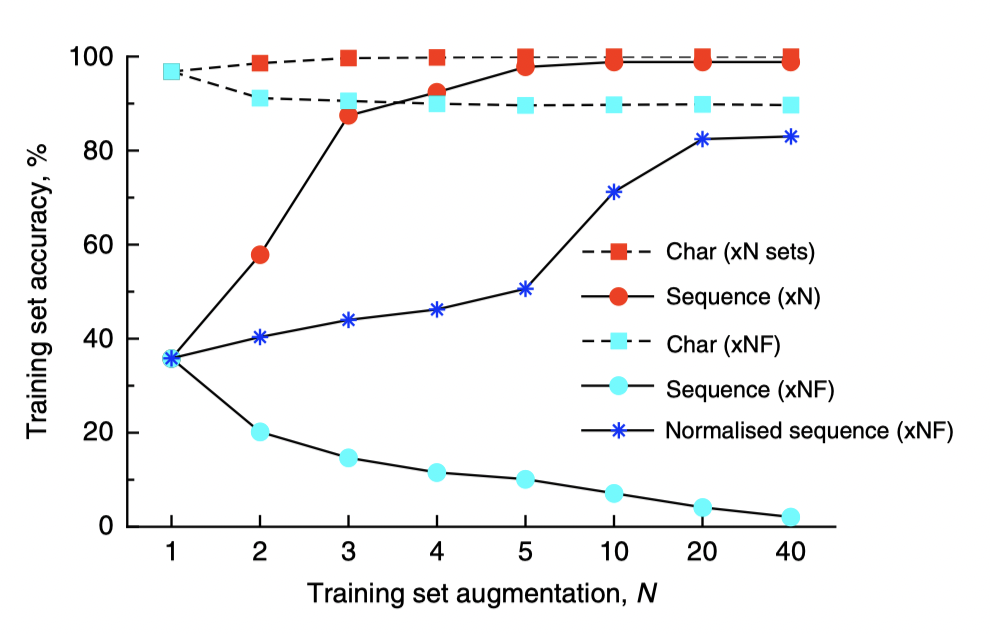 100
80
60
40
20
0
Training set accuracy, %
Char (xN sets)
Sequence (xN)
Char (xNF)
Sequence (xNF)
Normalised sequence (xNF)
1 2 3 4 5 10 20 40
Training set augmentation, N